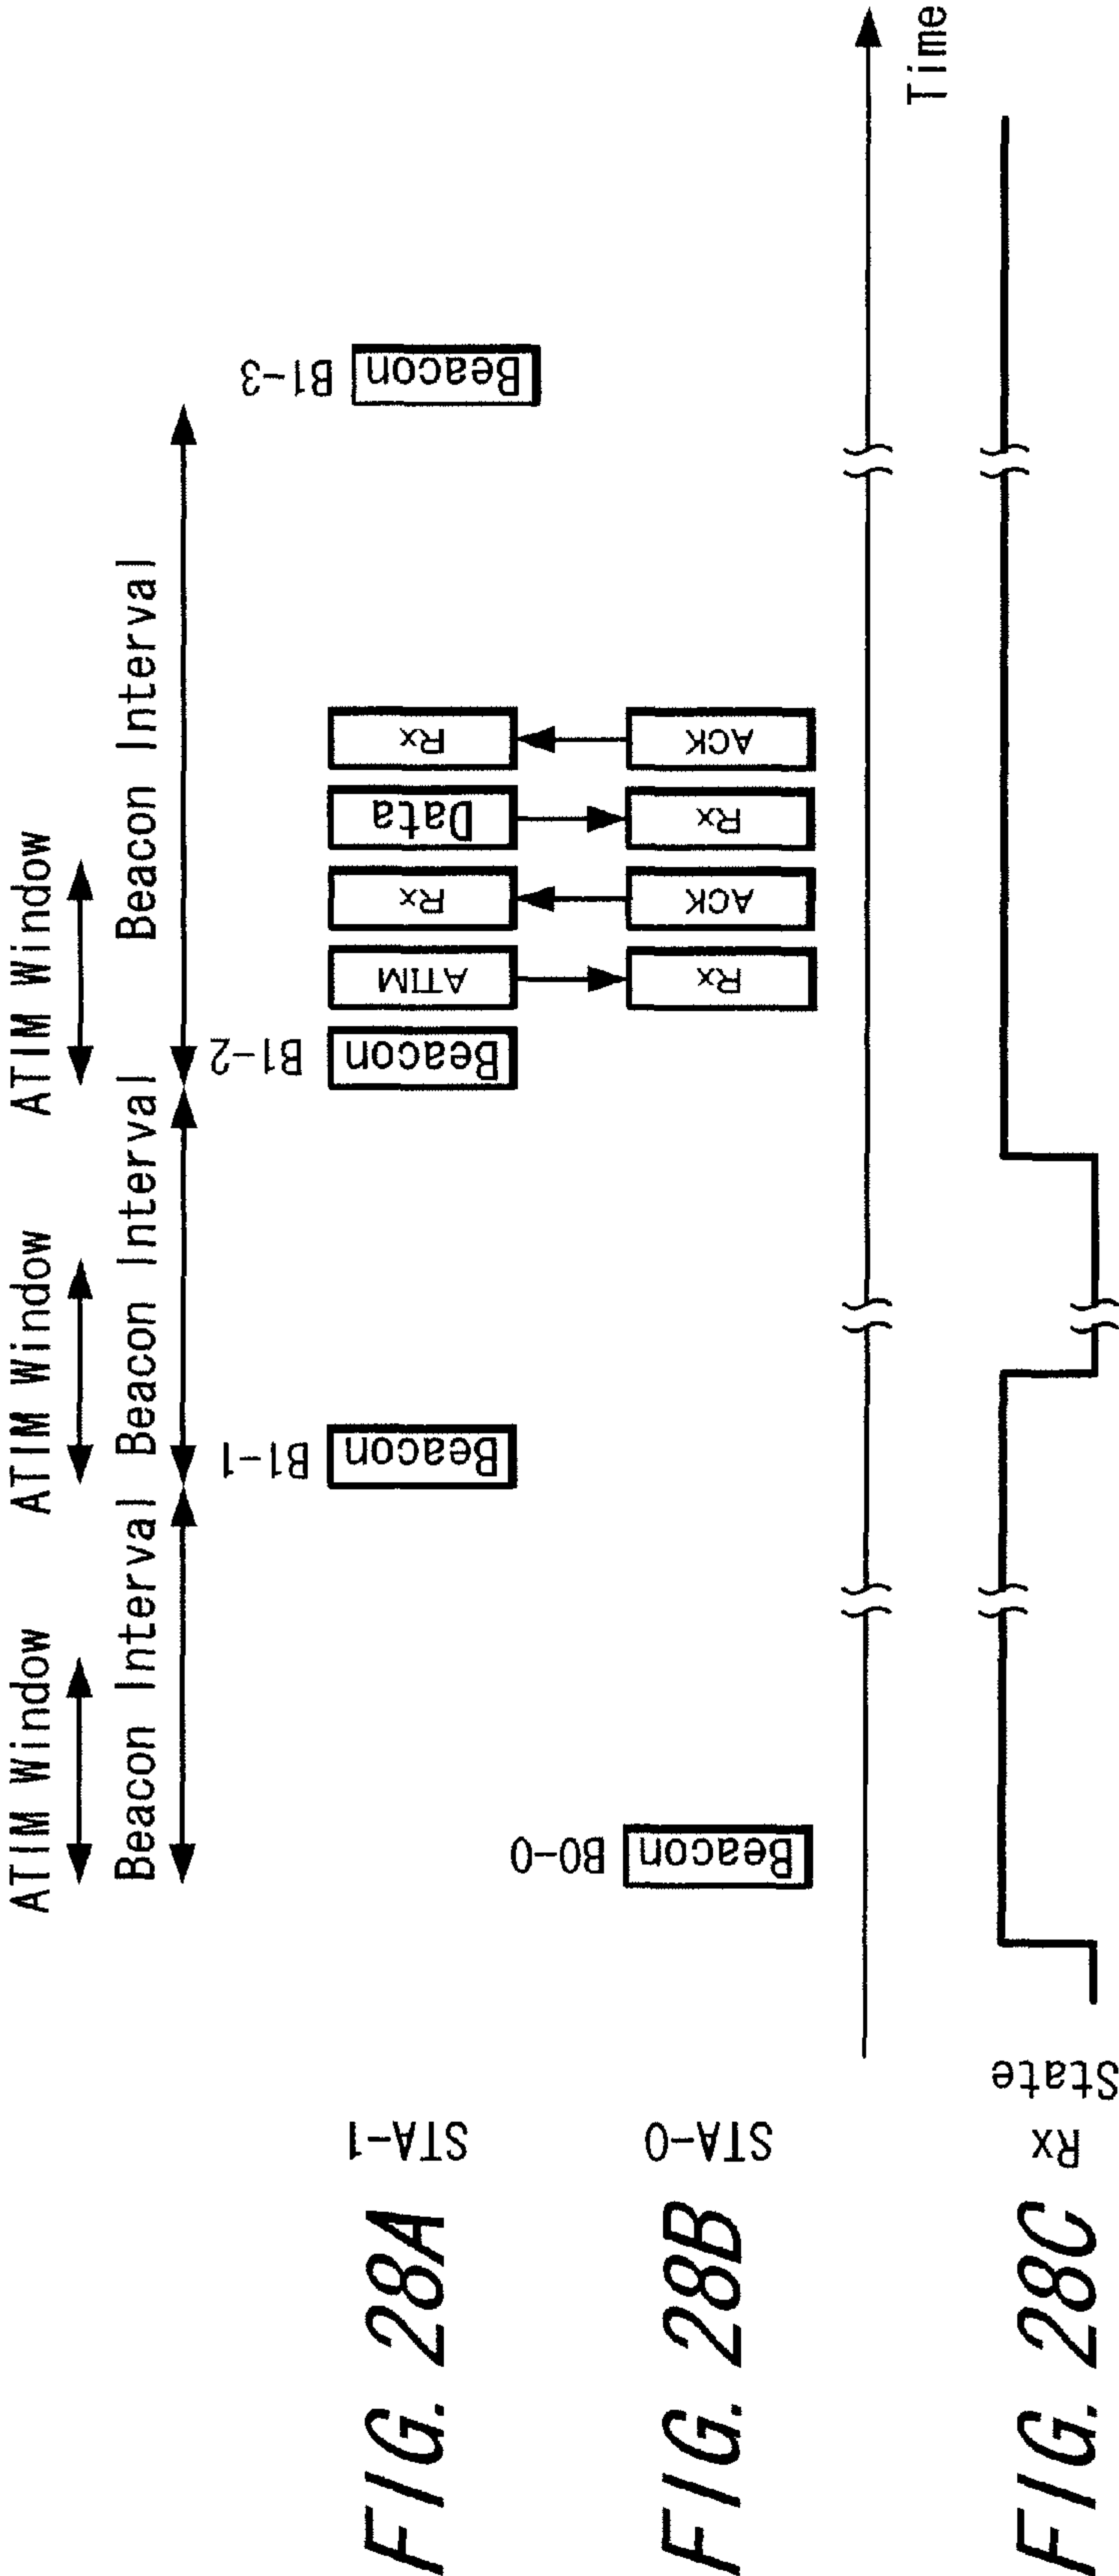 ATIM Window
ATIM Window
ATIM Window
Beacon Interval
Beacon Interval
Beacon Interval
FIG. 28A
STA-1
B1-1
Beacon
B1-2
Beacon
ATIM
Rx
Data
Rx
B1-3
Beacon
FIG. 28B
STA-0
B0-0
Beacon
Rx
ACK
Rx
ACK
Time
FIG. 28C
Rx
State